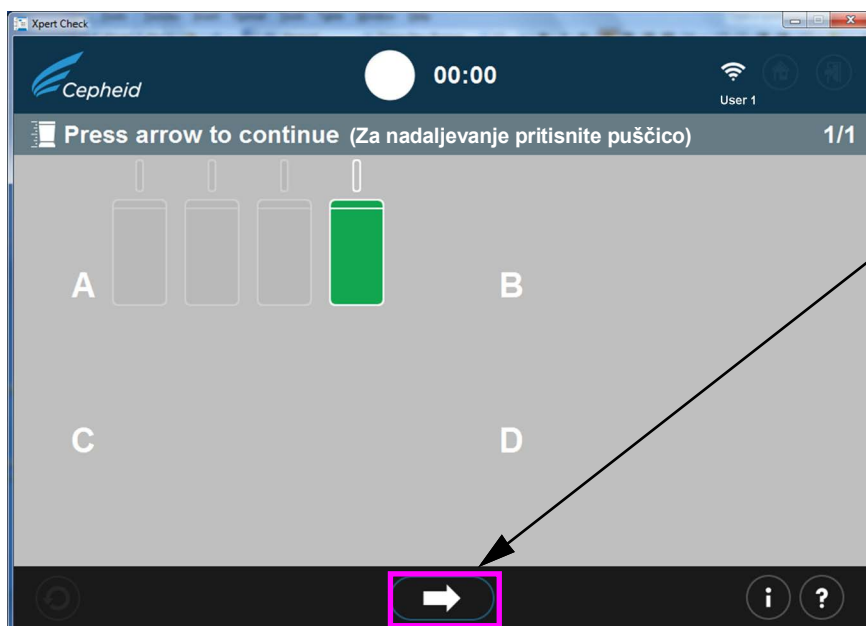 Xpert Check
Cepheid
00:00
User 1
Press arrow to continue (Za nadaljevanje pritisnite puščico)
1/1
A
B
C
D
i
?